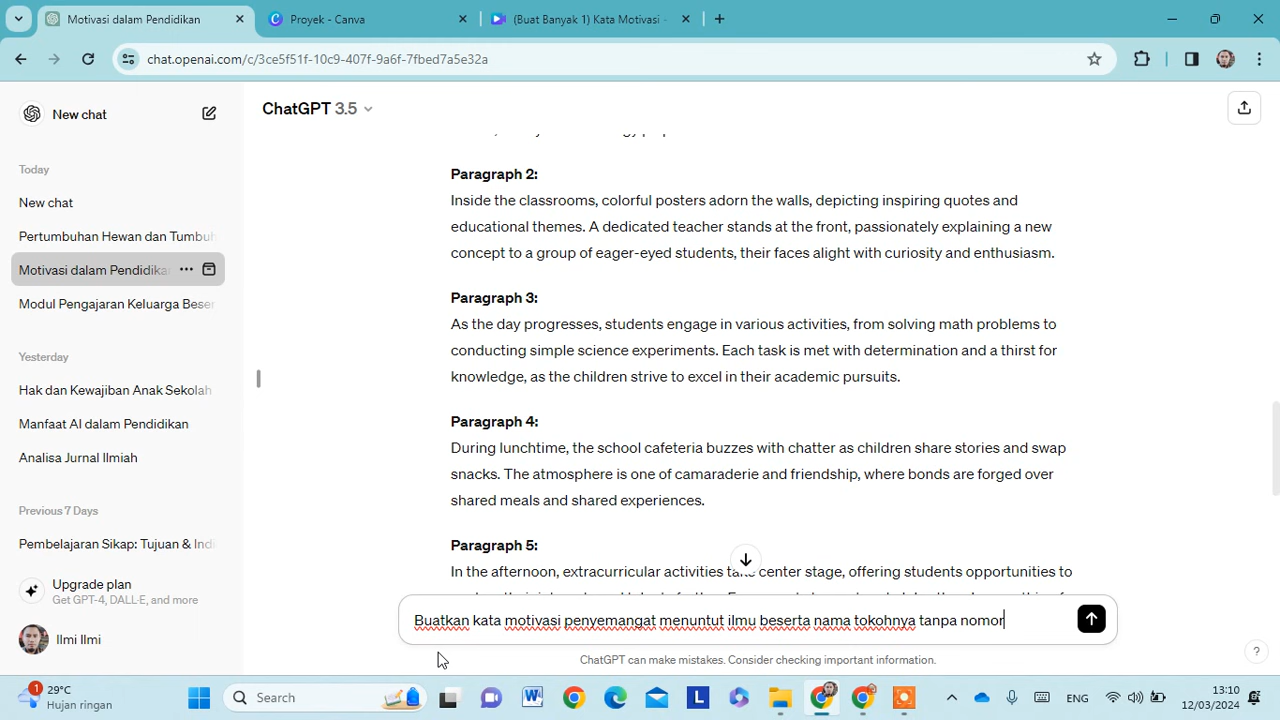 Motivasi dalam Pendidikan
Proyek - Canva
(Buat Banyak 1) Kata Motivasi -
chat.openai.com/c/3ce5f51f-10c9-407f-9a6f-7fbed7a5e32a
New chat
ChatGPT 3.5
Today
New chat
Pertumbuhan Hewan dan Tumbuh
Motivasi dalam Pendidika
Modul Pengajaran Keluarga Beser
Yesterday
Hak dan Kewajiban Anak Sekolah
Manfaat AI dalam Pendidikan
Analisa Jurnal Ilmiah
Previous 7 Days
Pembelajaran Sikap: Tujuan & Indi
Upgrade plan
Get GPT-4, DALL·E, and more
Ilmi Ilmi
Paragraph 2:
Inside the classrooms, colorful posters adorn the walls, depicting inspiring quotes and
educational themes. A dedicated teacher stands at the front, passionately explaining a new
concept to a group of eager-eyed students, their faces alight with curiosity and enthusiasm.
Paragraph 3:
As the day progresses, students engage in various activities, from solving math problems to
conducting simple science experiments. Each task is met with determination and a thirst for
knowledge, as the children strive to excel in their academic pursuits.
Paragraph 4:
During lunchtime, the school cafeteria buzzes with chatter as children share stories and swap
snacks. The atmosphere is one of camaraderie and friendship, where bonds are forged over
shared meals and shared experiences.
Paragraph 5:
In the afternoon, extracurricular activities take center stage, offering students opportunities to
Buatkan kata motivasi penyemangat menuntut ilmu beserta nama tokohnya tanpa nomor
ChatGPT can make mistakes. Consider checking important information.
?
1
29°C
Hujan ringan
Search
W
L
ENG
13:10
12/03/2024